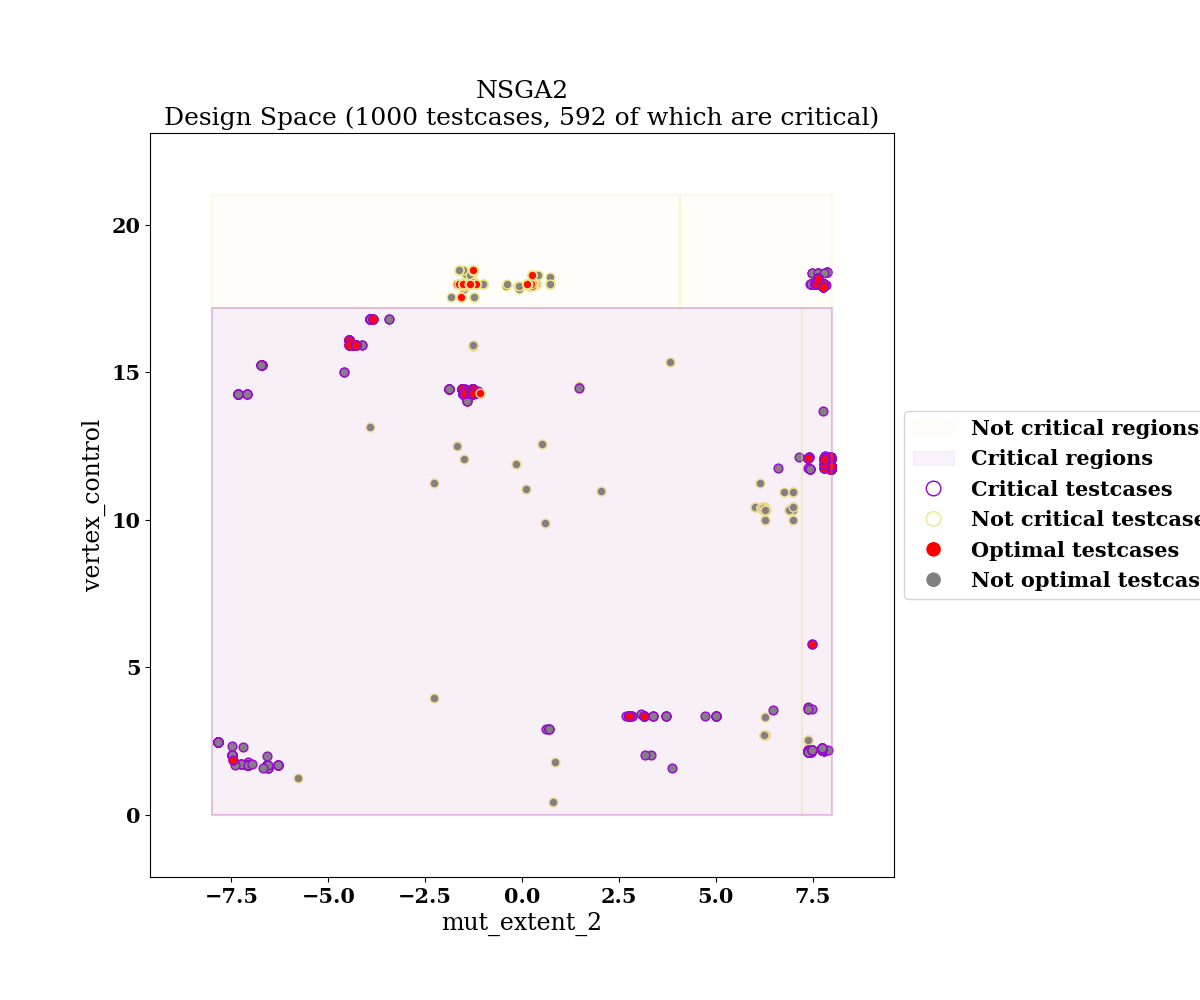 NSGA2
Design Space (1000 testcases, 592 of which are critical)
20
15
10
5
0
vertex_control
−7.5
−5.0
−2.5
0.0
2.5
5.0
7.5
mut_extent_2
Not critical regions
Critical regions
Critical testcases
Not critical testcase
Optimal testcases
Not optimal testcas